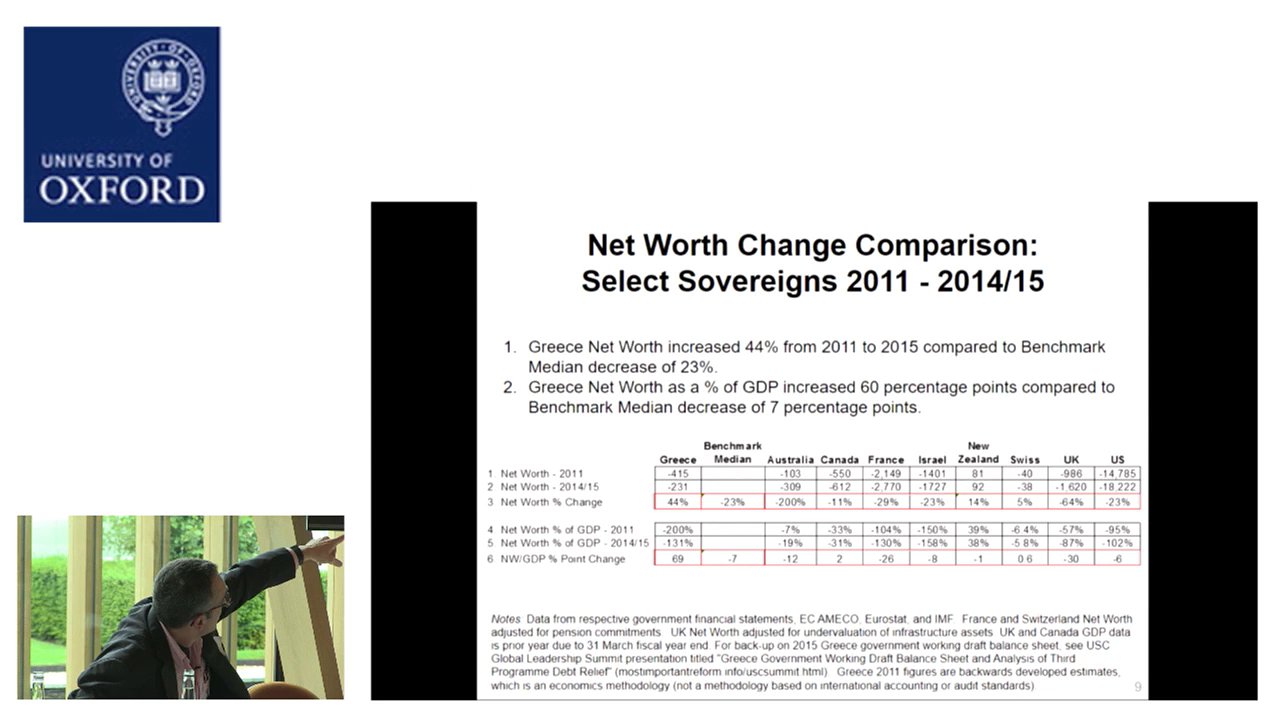 UNIVERSITY OF
OXFORD
Net Worth Change Comparison:
Select Sovereigns 2011 - 2014/15
1. Greece Net Worth increased 44% from 2011 to 2015 compared to Benchmark
Median decrease of 23%.
2. Greece Net Worth as a % of GDP increased 60 percentage points compared to
Benchmark Median decrease of 7 percentage points.
Benchmark New
Greece Median Australia Canada France Israel Zealand Swiss UK US
1 Net Worth - 2011 -415 -103 -550 -2,149 -1401 81 -40 -986 -14,785
2 Net Worth - 2014/15 -231 -309 -612 -2,770 -1727 92 -38 -1,620 -18,222
3 Net Worth % Change 44% -23% -200% -11% -29% -23% 14% 5% -64% -23%
4 Net Worth % of GDP - 2011 -200% -7% -33% -104% -150% 39% -6.4% -57% -95%
5 Net Worth % of GDP - 2014/15 -131% -19% -31% -130% -158% 38% -5.8% -87% -102%
6 NW/GDP % Point Change 69 -7 -12 2 -26 -8 -1 0.6 -30 -6
Notes Data from respective government financial statements, EC AMECO, Eurostat, and IMF. France and Switzerland Net Worth
adjusted for pension commitments. UK Net Worth adjusted for undervaluation of infrastructure assets. UK and Canada GDP data
is prior year due to 31 March fiscal year end. For back-up on 2015 Greece government working draft balance sheet, see USC
Global Leadership Summit presentation titled "Greece Government Working Draft Balance Sheet and Analysis of Third
Programme Debt Relief" (mostimportantreform.info/uscsummit.html). Greece 2011 figures are backwards developed estimates,
which is an economics methodology (not a methodology based on international accounting or audit standards)
9